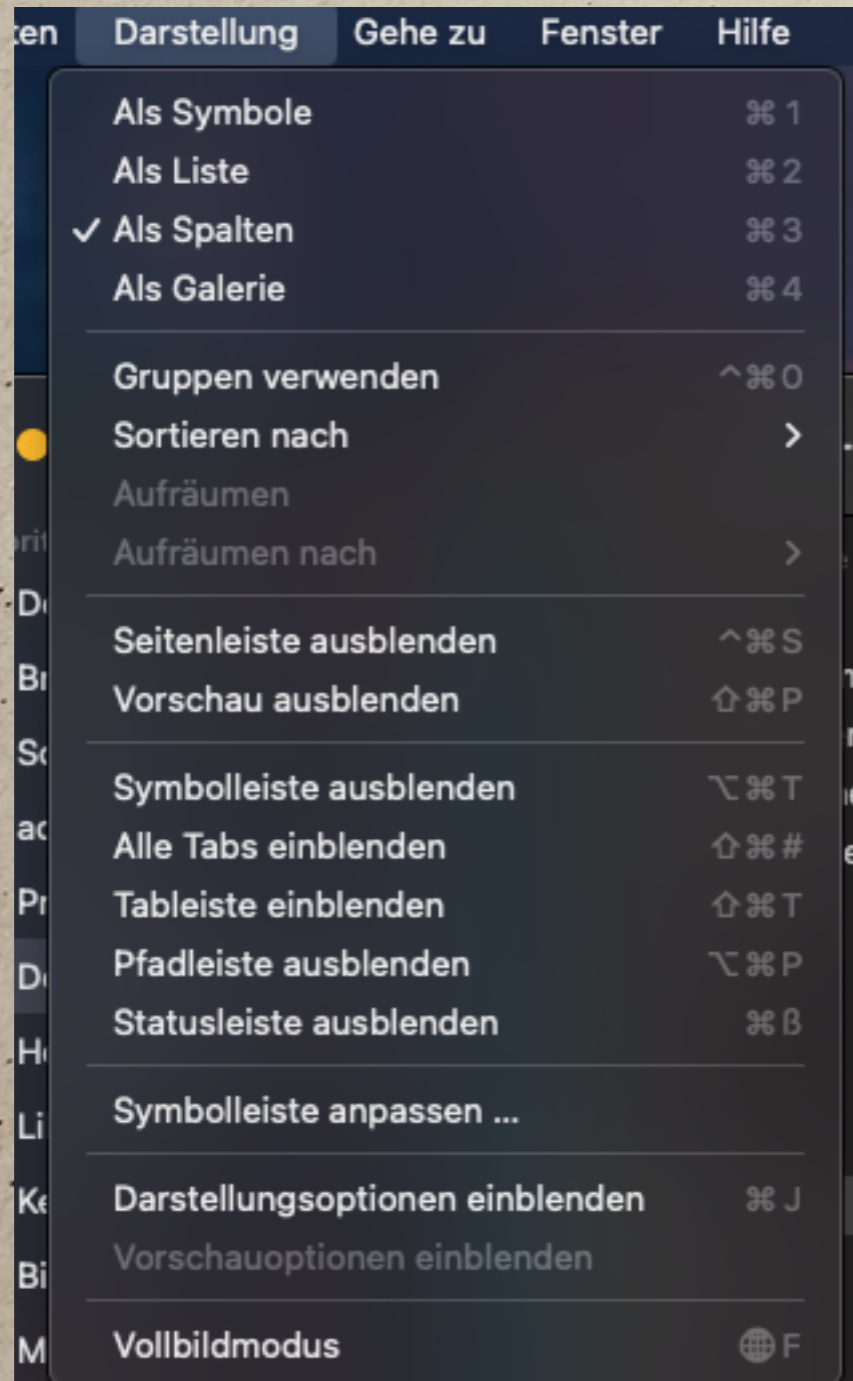 Darstellung Gehe zu Fenster Hilfe
Als Symbole ⌘ 1
Als Liste ⌘ 2
✓ Als Spalten ⌘ 3
Als Galerie ⌘ 4
Gruppen verwenden ^⌘0
Sortieren nach >
Aufräumen
Aufräumen nach >
Seitenleiste ausblenden ^⌘S
Vorschau ausblenden ⇧⌘P
Symbolleiste ausblenden ⌥⌘T
Alle Tabs einblenden ⇧⌘#
Tableiste einblenden ⇧⌘T
Pfadleiste ausblenden ⌥⌘P
Statusleiste ausblenden ⌘ß
Symbolleiste anpassen ...
Darstellungsoptionen einblenden ⌘J
Vorschauoptionen einblenden
Vollbildmodus 🌐F